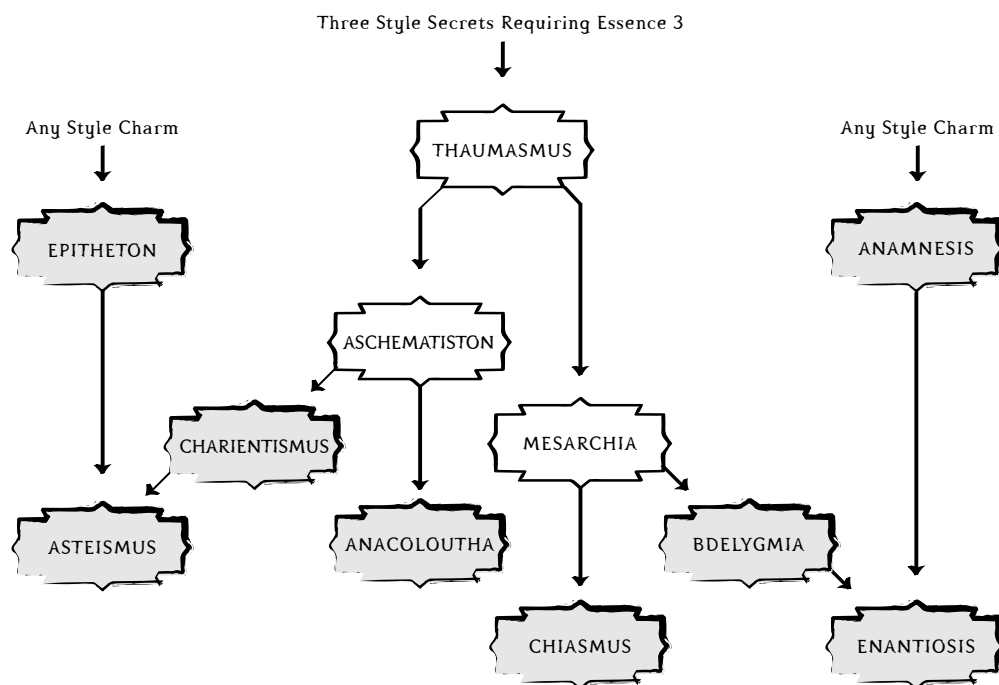 Three Style Secrets Requiring Essence 3
Any Style Charm
Any Style Charm
THAUMASMUS
EPITHETON
ANAMNESIS
ASCHEMATISTON
CHARIENTISMUS
MESARCHIA
ASTEISMUS
ANACOLOUTHA
BDELYGMIA
CHIASMUS
ENANTIOSIS